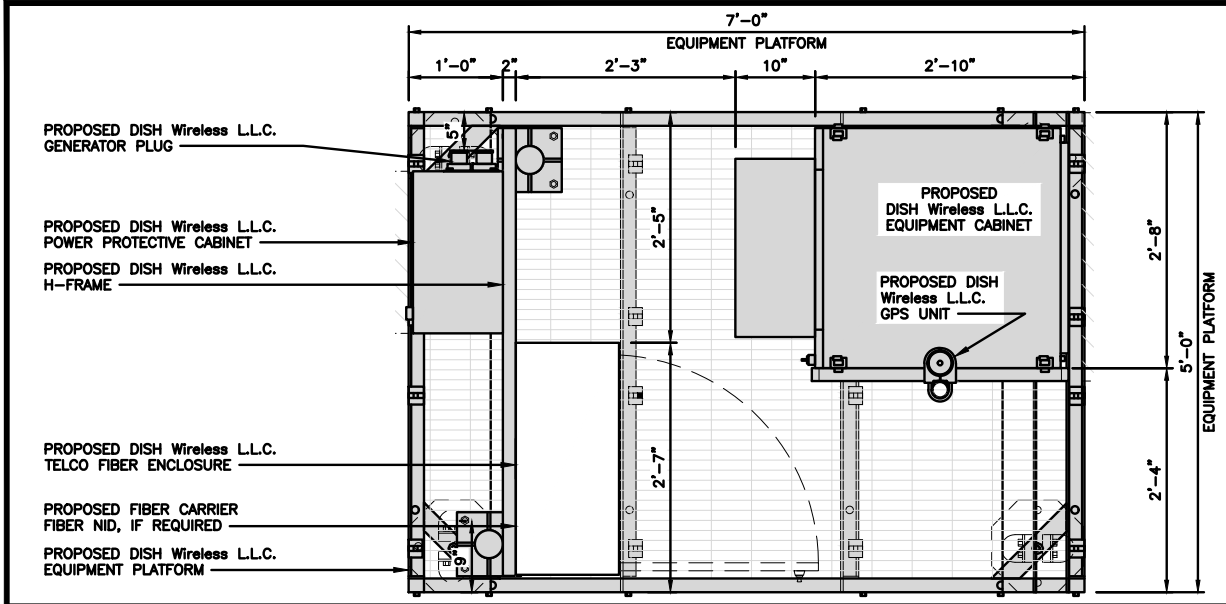 7'-0"
EQUIPMENT PLATFORM
1'-0"
2"
2'-3"
10"
2'-10"
PROPOSED DISH Wireless L.L.C.
GENERATOR PLUG
5"
PROPOSED DISH Wireless L.L.C.
POWER PROTECTIVE CABINET
PROPOSED DISH Wireless L.L.C.
H-FRAME
2'-5"
PROPOSED
DISH Wireless L.L.C.
EQUIPMENT CABINET
PROPOSED DISH
Wireless L.L.C.
GPS UNIT
2'-8"
5'-0"
EQUIPMENT PLATFORM
PROPOSED DISH Wireless L.L.C.
TELCO FIBER ENCLOSURE
2'-7"
2'-4"
PROPOSED FIBER CARRIER
FIBER NID, IF REQUIRED
PROPOSED DISH Wireless L.L.C.
EQUIPMENT PLATFORM
9"